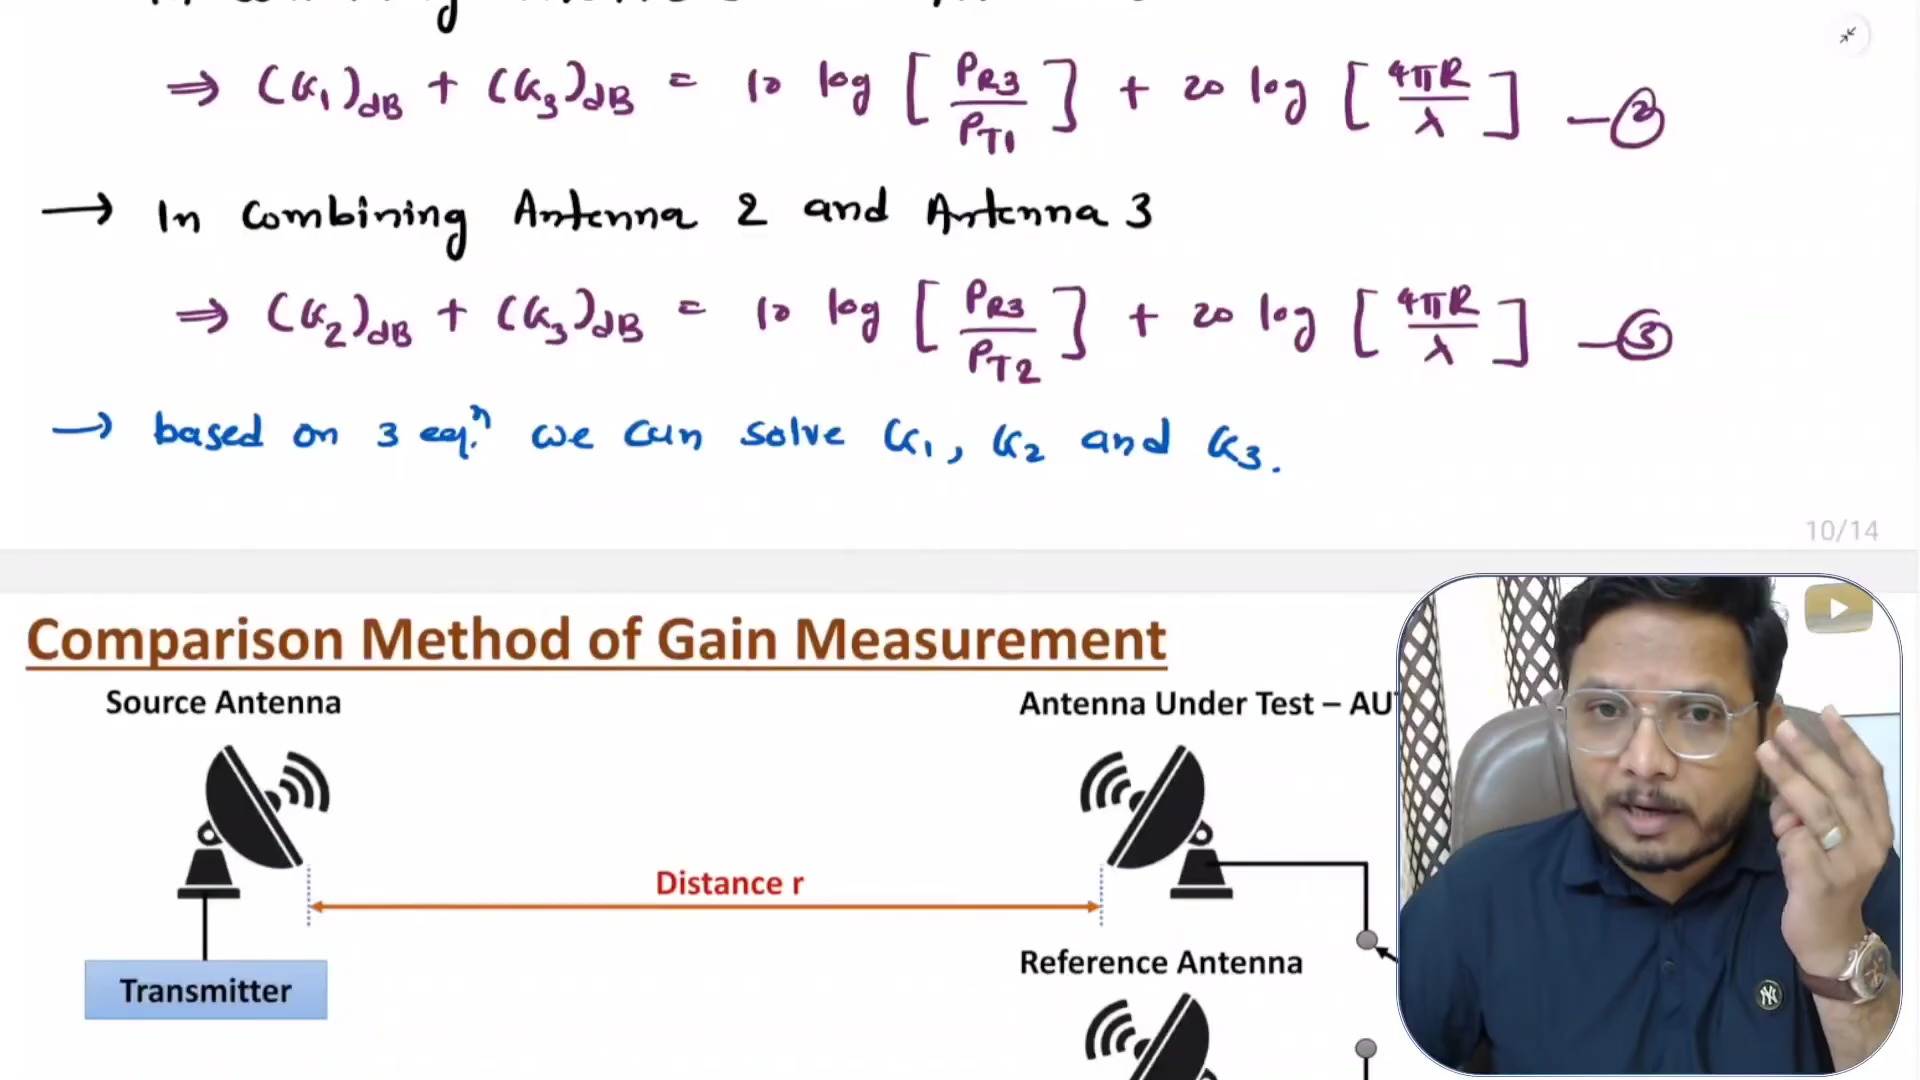 ⇒ (G₁)dB + (G₃)dB = 10 log [ PR3 / PT1 ] + 20 log [ 4πR / λ ] —②
→ In combining Antenna 2 and Antenna 3
⇒ (G₂)dB + (G₃)dB = 10 log [ PR3 / PT2 ] + 20 log [ 4πR / λ ] —③
→ based on 3 eqⁿ. we can solve G₁, G₂ and G₃.
10/14
Comparison Method of Gain Measurement
Source Antenna
Antenna Under Test – AU
Distance r
Reference Antenna
Transmitter
NY